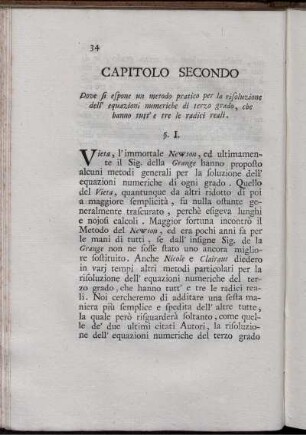 34
CAPITOLO SECONDO
Dove si espone un metodo pratico per la risoluzione
dell' equazioni numeriche di terzo grado, che
hanno tutt' e tre le radici reali.
§. I.
Vieta, l'immortale Newton, ed ultimamen-
te il Sig. della Grange hanno proposto
alcuni metodi generali per la soluzione dell'
equazioni numeriche di ogni grado. Quello
del Vieta, quantunque da altri ridotto di poi
a maggiore semplicità, fu nulla ostante gene-
ralmente trascurato, perchè esigeva lunghi
e nojosi calcoli. Maggior fortuna incontrò il
Metodo del Newton, ed era pochi anni fa per
le mani di tutti, se dall' insigne Sig. de la
Grange non ne fosse stato uno ancora miglio-
re sostituito. Anche Nicole e Clairaut diedero
in varj tempi altri metodi particolari per la
risoluzione dell' equazioni numeriche del ter-
zo grado, che hanno tutt' e tre le radici rea-
li. Noi cercheremo di additare una sesta ma-
niera più semplice e spedita dell' altre tutte,
la quale però risguarderà soltanto, come quel-
le de' due ultimi citati Autori, la risoluzio-
ne dell' equazioni numeriche del terzo grado